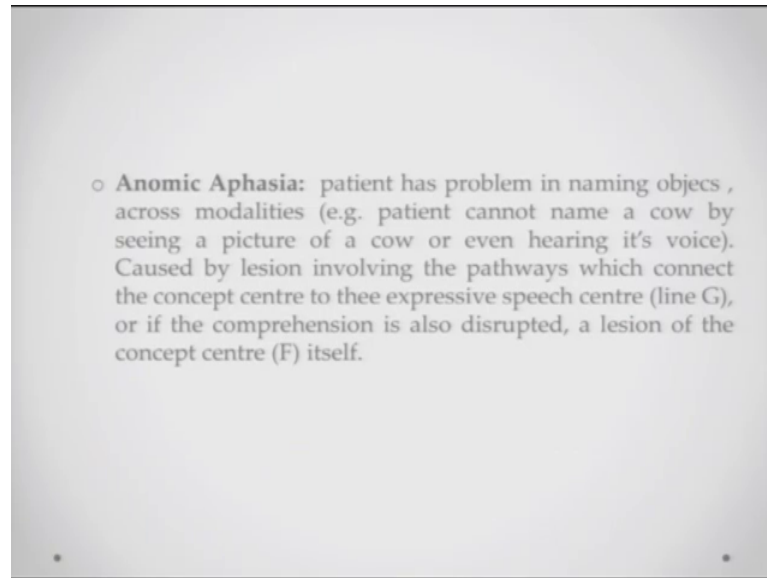 Anomic Aphasia: patient has problem in naming objecs ,
across modalities (e.g. patient cannot name a cow by
seeing a picture of a cow or even hearing it's voice).
Caused by lesion involving the pathways which connect
the concept centre to thee expressive speech centre (line G),
or if the comprehension is also disrupted, a lesion of the
concept centre (F) itself.